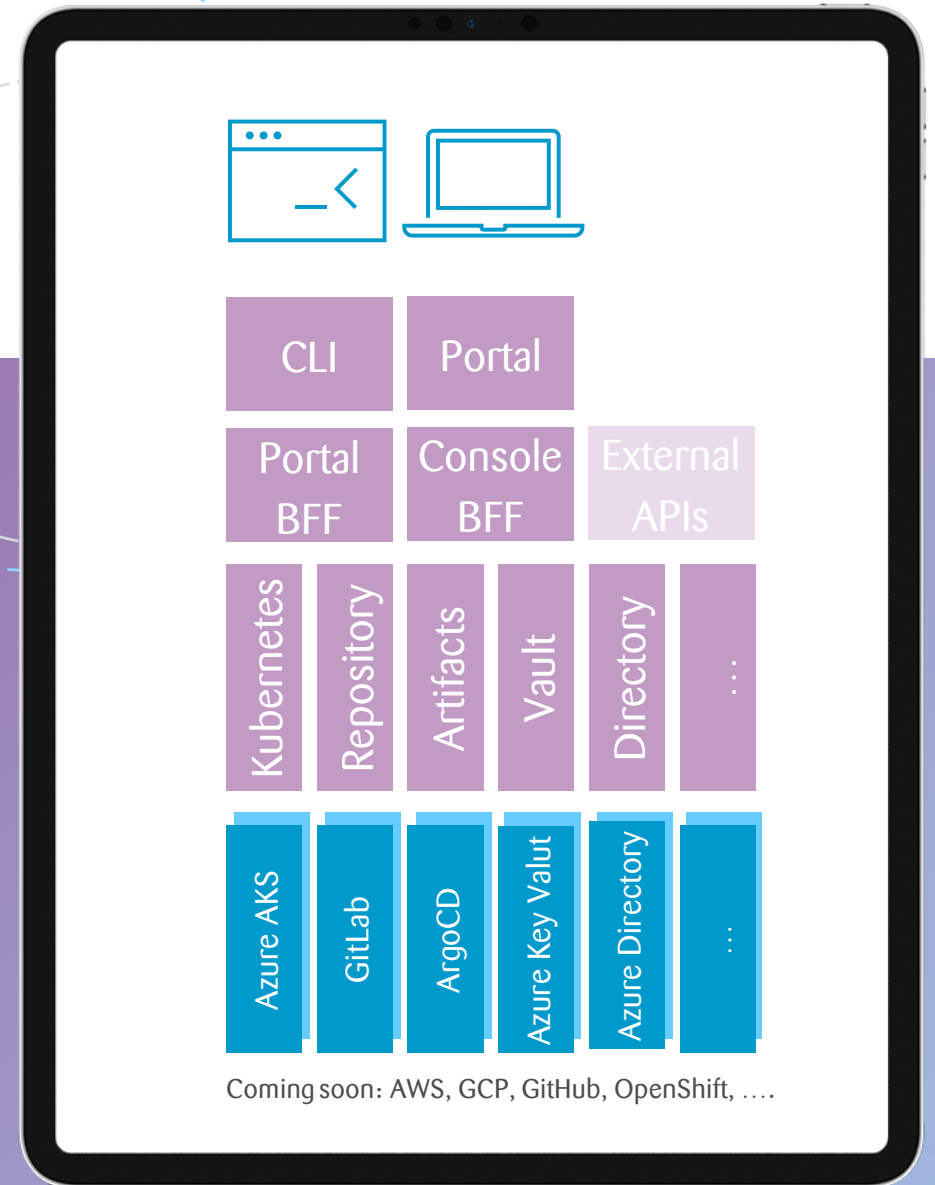 CLI
Portal
Portal
BFF
Console
BFF
External
APIs
Kubernetes
Repository
Artifacts
Vault
Directory
...
Azure AKS
GitLab
ArgoCD
Azure Key Valut
Azure Directory
...
Coming soon: AWS, GCP, GitHub, OpenShift, ....